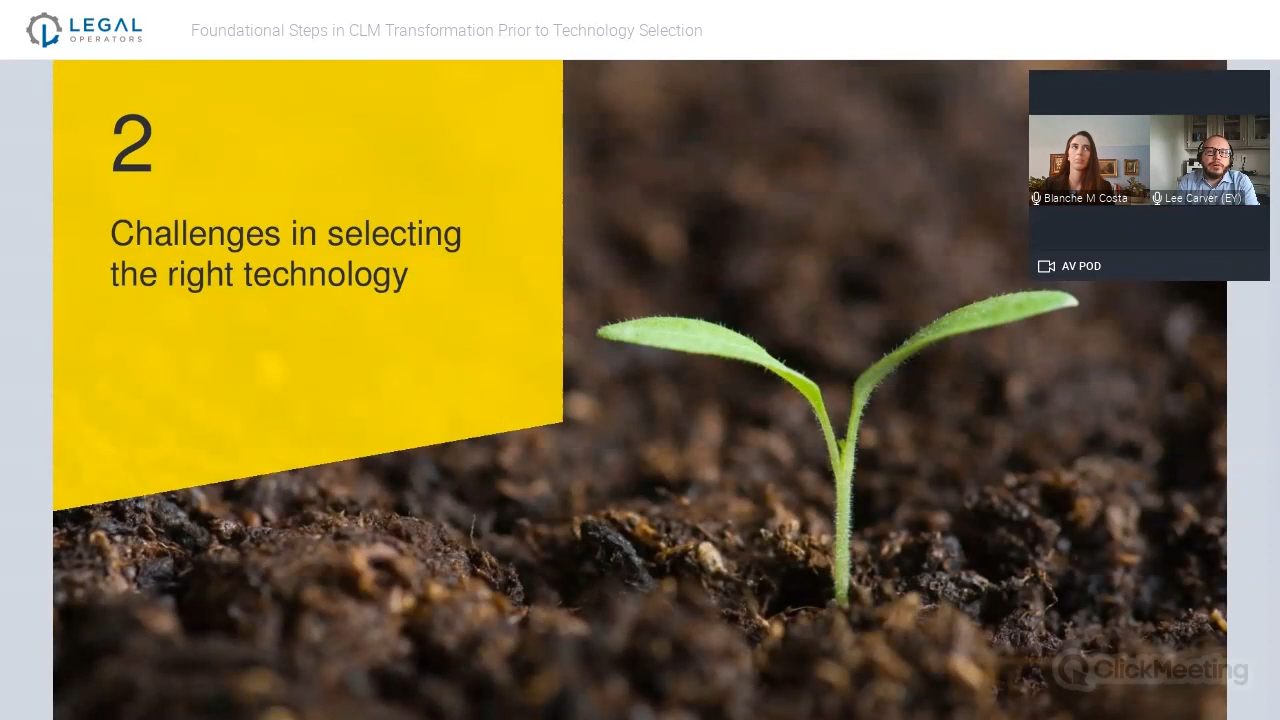 LEGAL
OPERATORS
Foundational Steps in CLM Transformation Prior to Technology Selection
2
Challenges in selecting
the right technology
Blanche M Costa
Lee Carver (EY)
AV POD
ClickMeeting